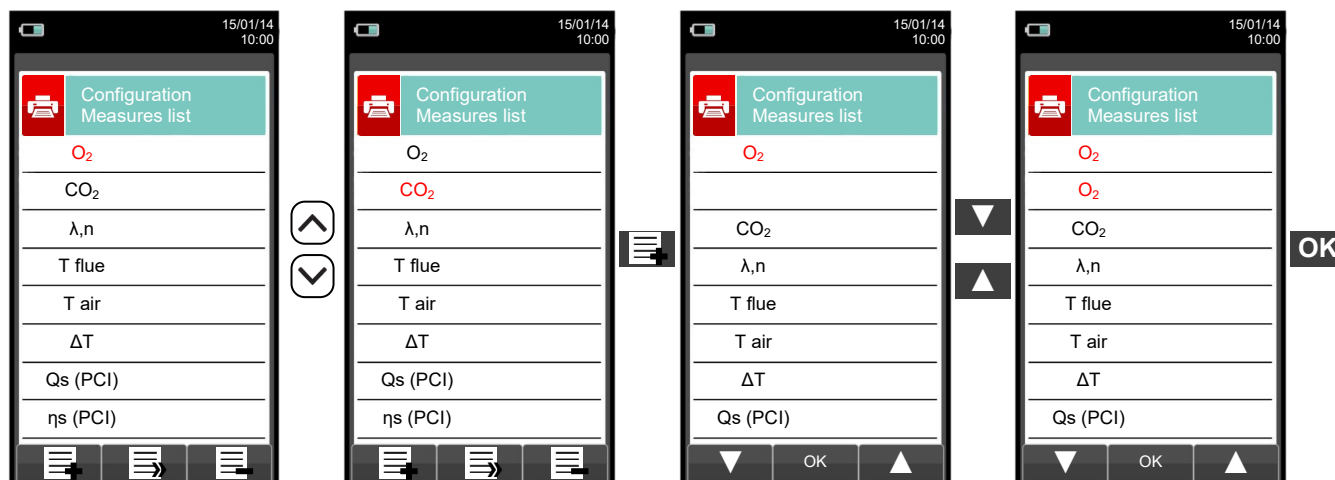 15/01/14
10:00
Configuration
Measures list
O₂
CO₂
λ,n
T flue
T air
ΔT
Qs (PCI)
ηs (PCI)
15/01/14
10:00
Configuration
Measures list
O₂
CO₂
λ,n
T flue
T air
ΔT
Qs (PCI)
ηs (PCI)
15/01/14
10:00
Configuration
Measures list
O₂
CO₂
λ,n
T flue
T air
ΔT
Qs (PCI)
OK
15/01/14
10:00
Configuration
Measures list
O₂
O₂
CO₂
λ,n
T flue
T air
ΔT
Qs (PCI)
OK
OK